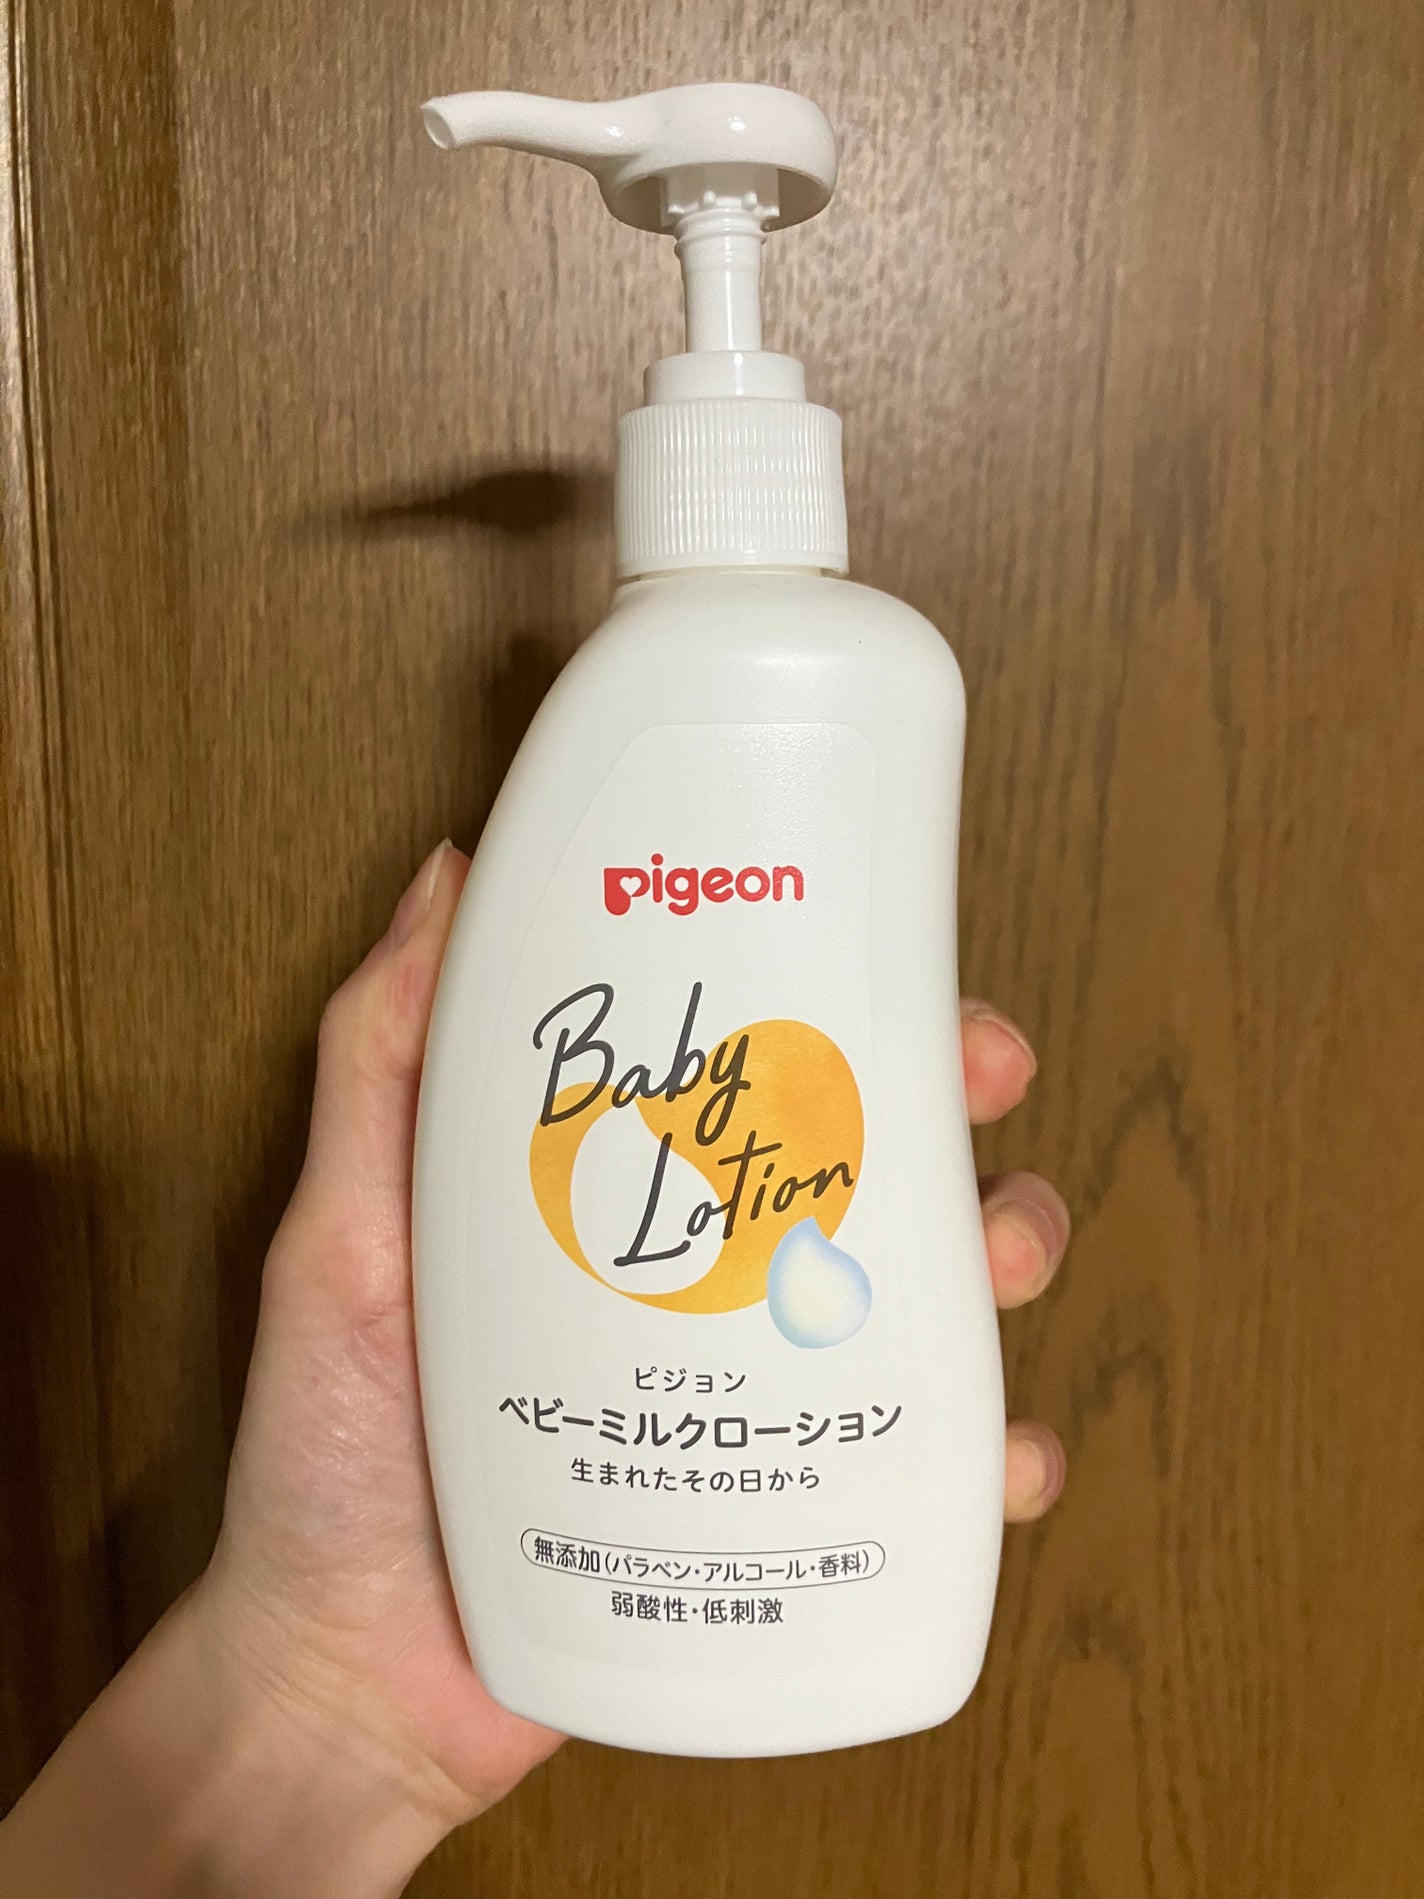 pigeon
Baby
Lotion
ピジョン
ベビーミルクローション
生まれたその日から
無添加(パラベン・アルコール・香料)
弱酸性・低刺激